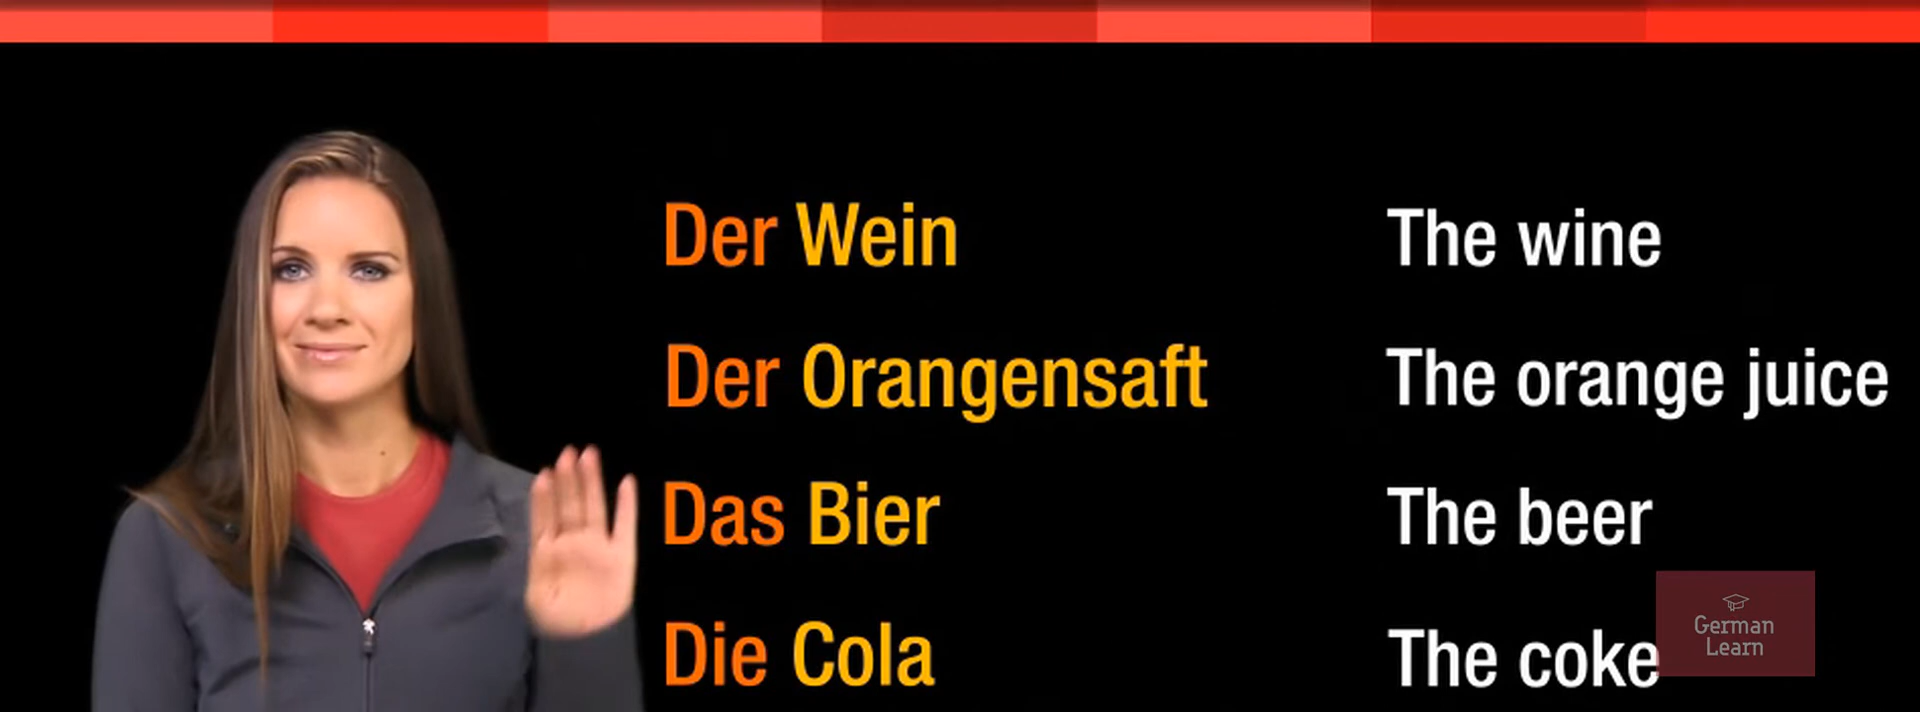 Der Wein The wine
Der Orangensaft The orange juice
Das Bier The beer
Die Cola The coke
German
Learn